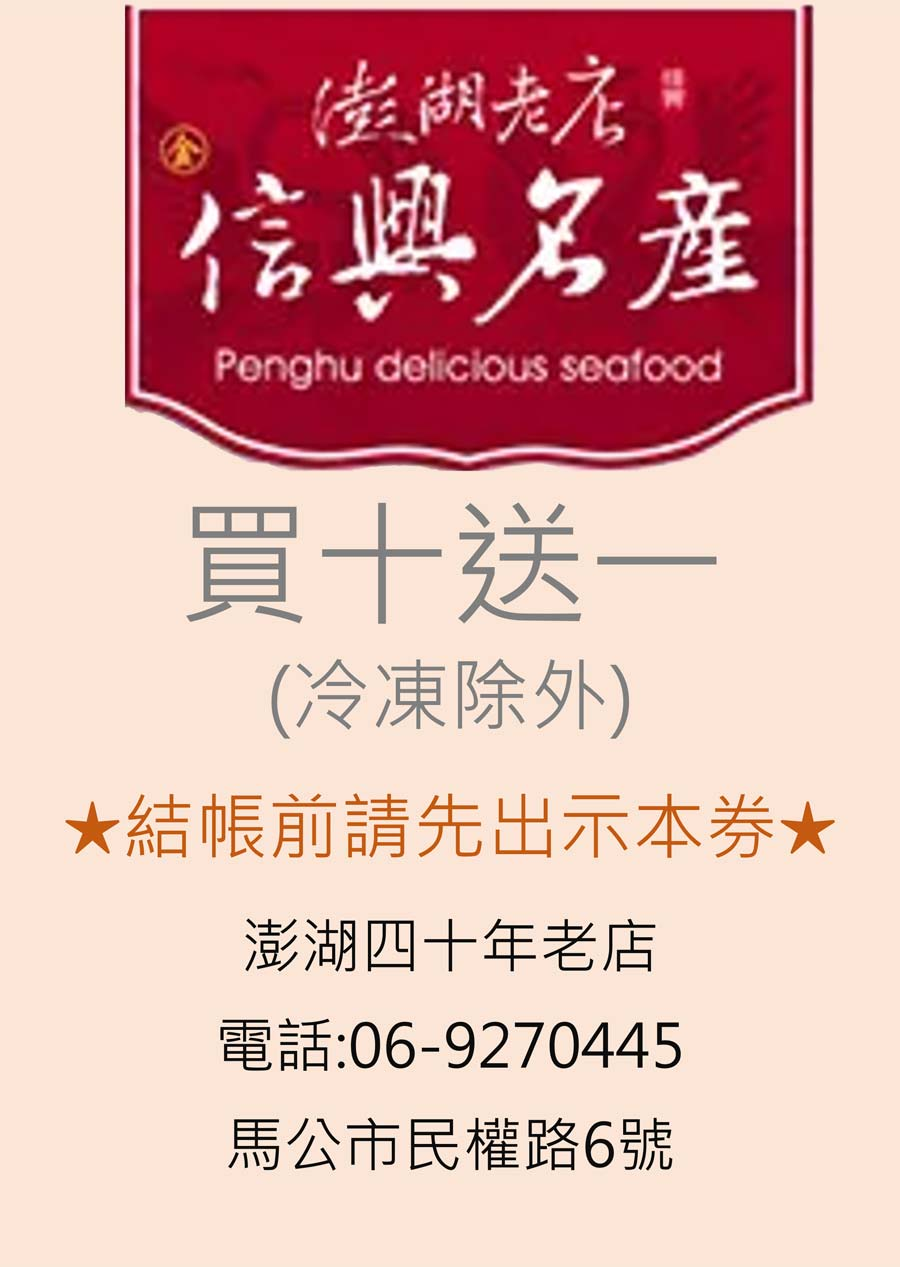 澎湖老店
信興名產
Penghu delicious seafood
買十送一
(冷凍除外)
★結帳前請先出示本券★
澎湖四十年老店
電話:06-9270445
馬公市民權路6號